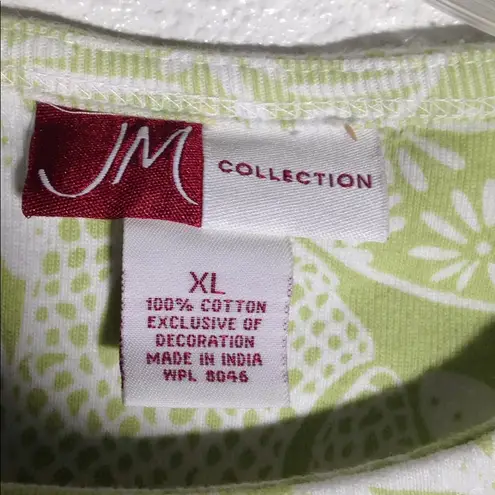 JM COLLECTION
XL
100% COTTON
EXCLUSIVE OF
DECORATION
MADE IN INDIA
WPL 8046